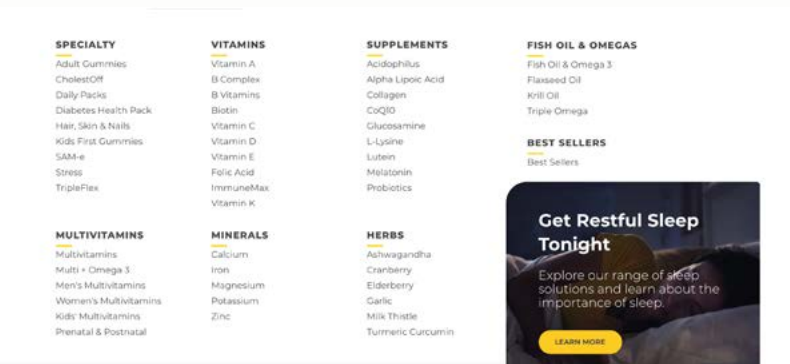 SPECIALTY
Adult Gummies
CholestOff
Daily Packs
Diabetes Health Pack
Hair, Skin & Nails
Kids First Gummies
SAM-e
Stress
TripleFlex
MULTIVITAMINS
Multivitamins
Multi + Omega 3
Men's Multivitamins
Women's Multivitamins
Kids' Multivitamins
Prenatal & Postnatal
VITAMINS
Vitamin A
B Complex
B Vitamins
Biotin
Vitamin C
Vitamin D
Vitamin E
Folic Acid
ImmuneMax
Vitamin K
MINERALS
Calcium
Iron
Magnesium
Potassium
Zinc
SUPPLEMENTS
Acidophilus
Alpha Lipoic Acid
Collagen
CoQ10
Glucosamine
L-Lysine
Lutein
Melatonin
Probiotics
HERBS
Ashwagandha
Cranberry
Elderberry
Garlic
Milk Thistle
Turmeric Curcumin
FISH OIL & OMEGAS
Fish Oil & Omega 3
Flaxseed Oil
Krill Oil
Triple Omega
BEST SELLERS
Best Sellers
Get Restful Sleep
Tonight
Explore our range of sleep
solutions and learn about the
importance of sleep.
LEARN MORE